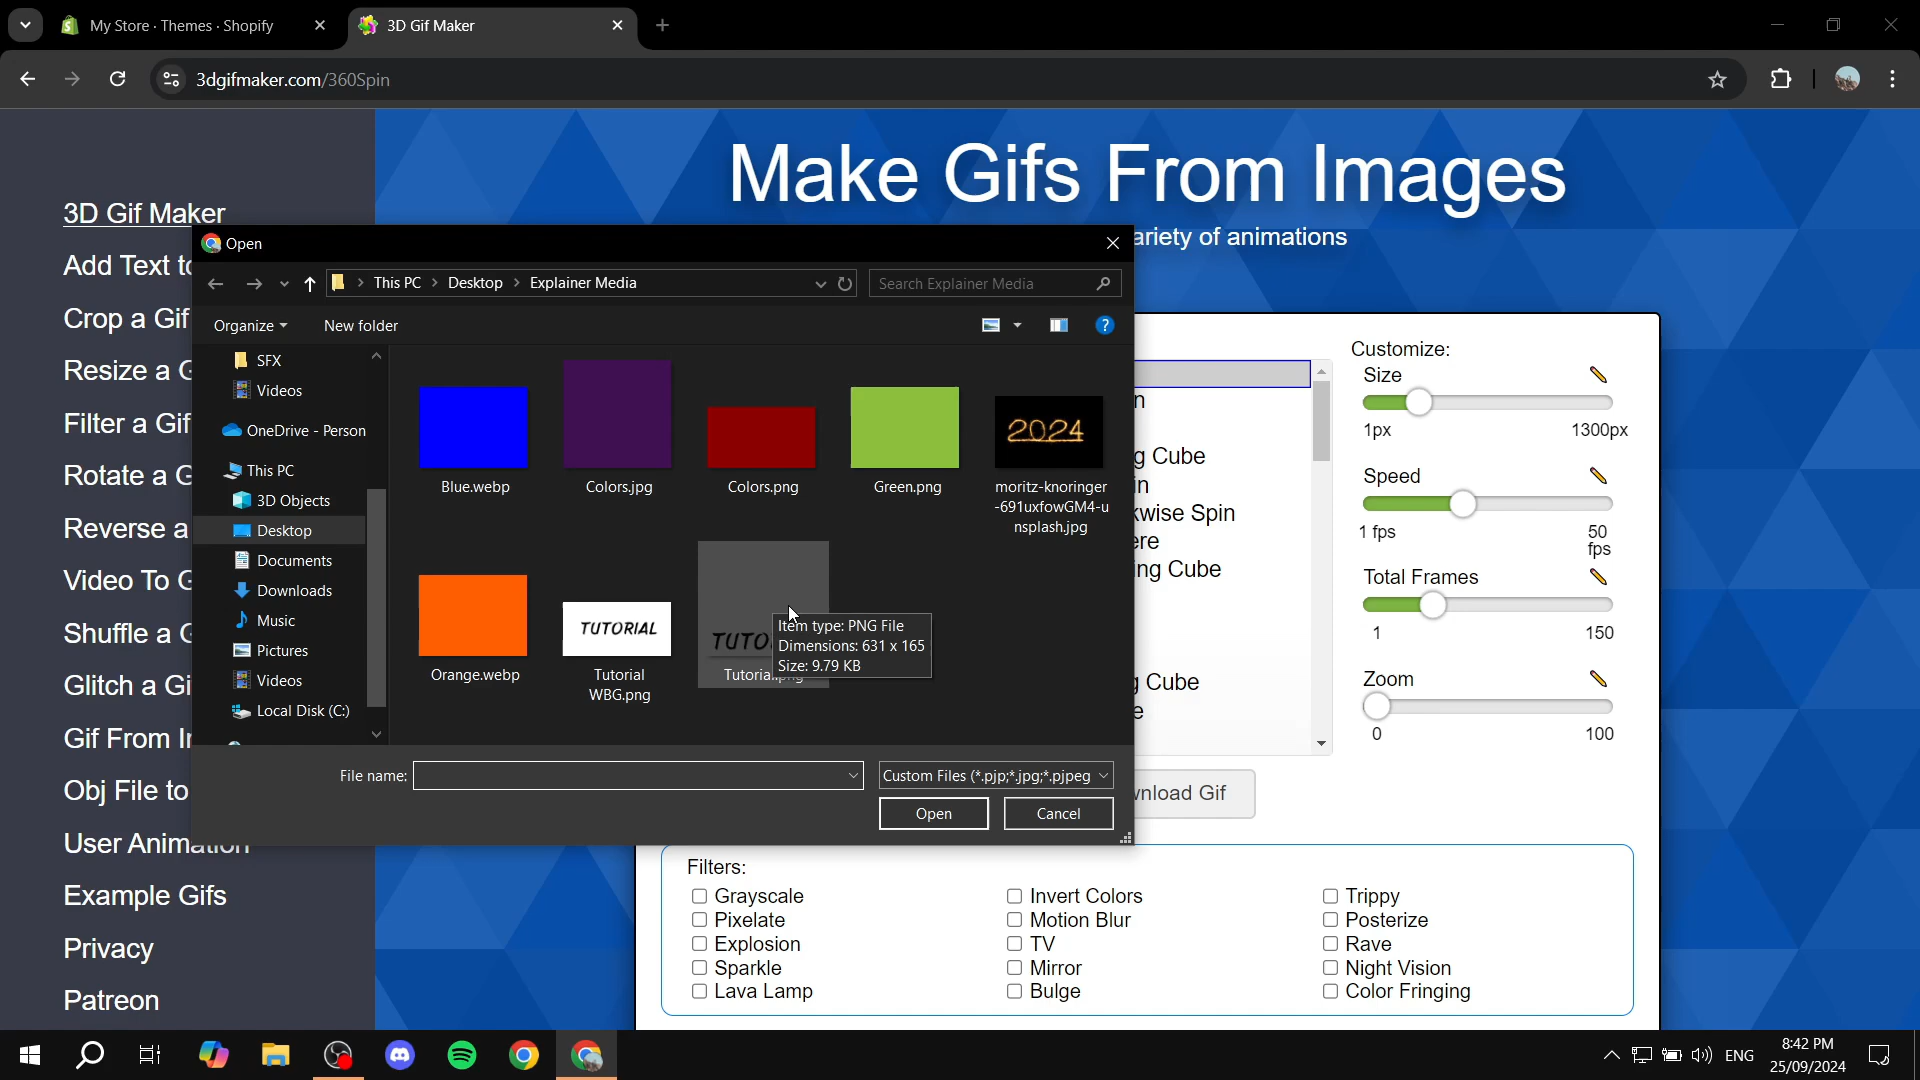 My Store · Themes · Shopify
3D Gif Maker
3dgifmaker.com/360Spin
Make Gifs From Images
ariety of animations
3D Gif Maker
Add Text to
Crop a Gif
Resize a G
Filter a Gif
Rotate a G
Reverse a
Video To G
Shuffle a G
Glitch a Gi
Gif From I
Obj File to
User Animation
Example Gifs
Privacy
Patreon
Open
This PC
Desktop
Explainer Media
Search Explainer Media
Organize
New folder
SFX
Videos
OneDrive - Person
This PC
3D Objects
Desktop
Documents
Downloads
Music
Pictures
Videos
Local Disk (C:)
Blue.webp
Colors.jpg
Colors.png
Green.png
2024
moritz-knoringer
-691uxfowGM4-u
nsplash.jpg
Orange.webp
TUTORIAL
Tutorial
WBG.png
TUTO
Tutorial.png
Item type: PNG File
Dimensions: 631 x 165
Size: 9.79 KB
File name:
Custom Files (*.pjp;*.jpg;*.pjpeg
Open
Cancel
n
g Cube
in
kwise Spin
ere
ing Cube
g Cube
e
wnload Gif
Customize:
Size
1px
1300px
Speed
1 fps
50
fps
Total Frames
1
150
Zoom
0
100
Filters:
Grayscale
Pixelate
Explosion
Sparkle
Lava Lamp
Invert Colors
Motion Blur
TV
Mirror
Bulge
Trippy
Posterize
Rave
Night Vision
Color Fringing
ENG
8:42 PM
25/09/2024